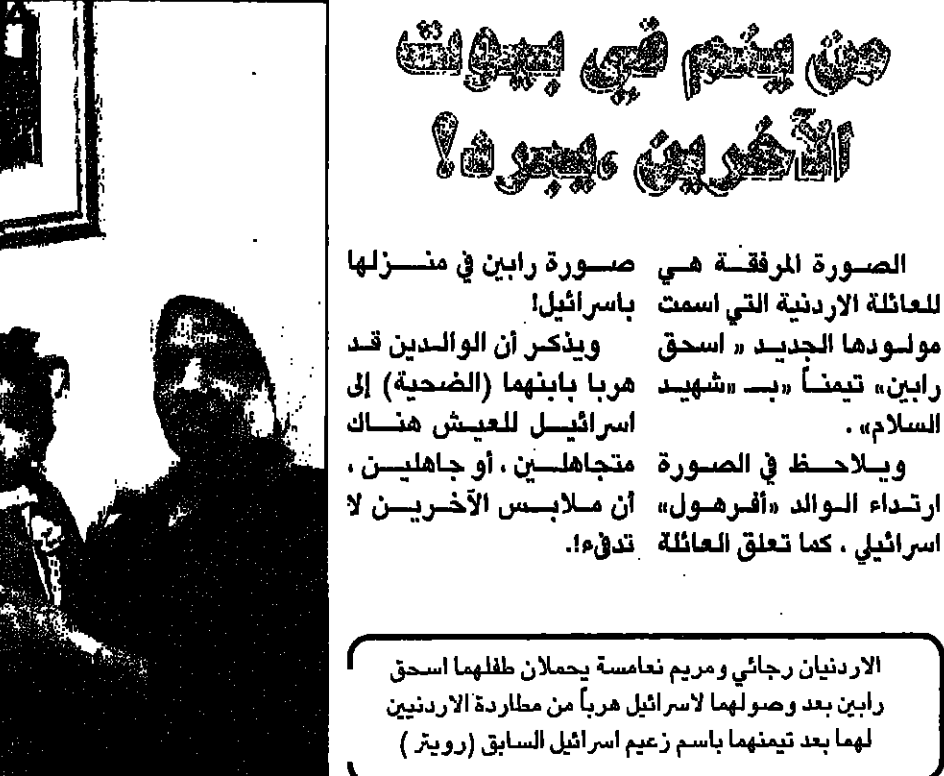 من ينم في بيوت
الآخرين ،يبرد!
الصورة المرفقة هي
للعائلة الاردنية التي اسمت
مولودها الجديد « اسحق
رابين» تيمناً «بـ «شهيد
السلام» .
ويلاحظ في الصورة
ارتداء الوالد «أفرهول»
اسرائيلي ، كما تعلق العائلة
صورة رابين في منزلها
باسرائيل!
ويذكر أن الوالدين قد
هربا بابنهما (الضحية) إلى
اسرائيل للعيش هناك
متجاهلين ، أو جاهلين ،
أن ملابس الآخرين لا
تدفىء!.
الاردنيان رجائي ومريم نعامسة يحملان طفلهما اسحق
رابين بعد وصولهما لاسرائيل هرباً من مطاردة الاردنيين
لهما بعد تيمنهما باسم زعيم اسرائيل السابق (رويتر )